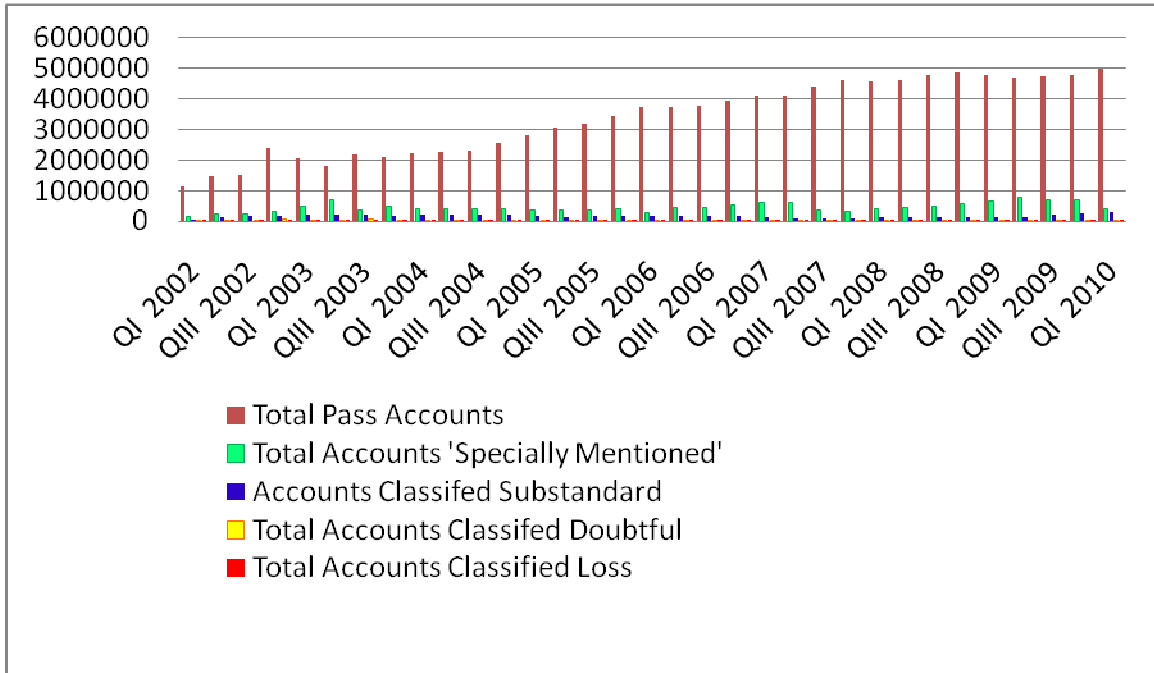 6000000
5000000
4000000
3000000
2000000
1000000
0
QI 2002
QIII 2002
QI 2003
QIII 2003
QI 2004
QIII 2004
QI 2005
QIII 2005
QI 2006
QIII 2006
QI 2007
QIII 2007
QI 2008
QIII 2008
QI 2009
QIII 2009
QI 2010
Total Pass Accounts
Total Accounts 'Specially Mentioned'
Accounts Classifed Substandard
Total Accounts Classifed Doubtful
Total Accounts Classified Loss